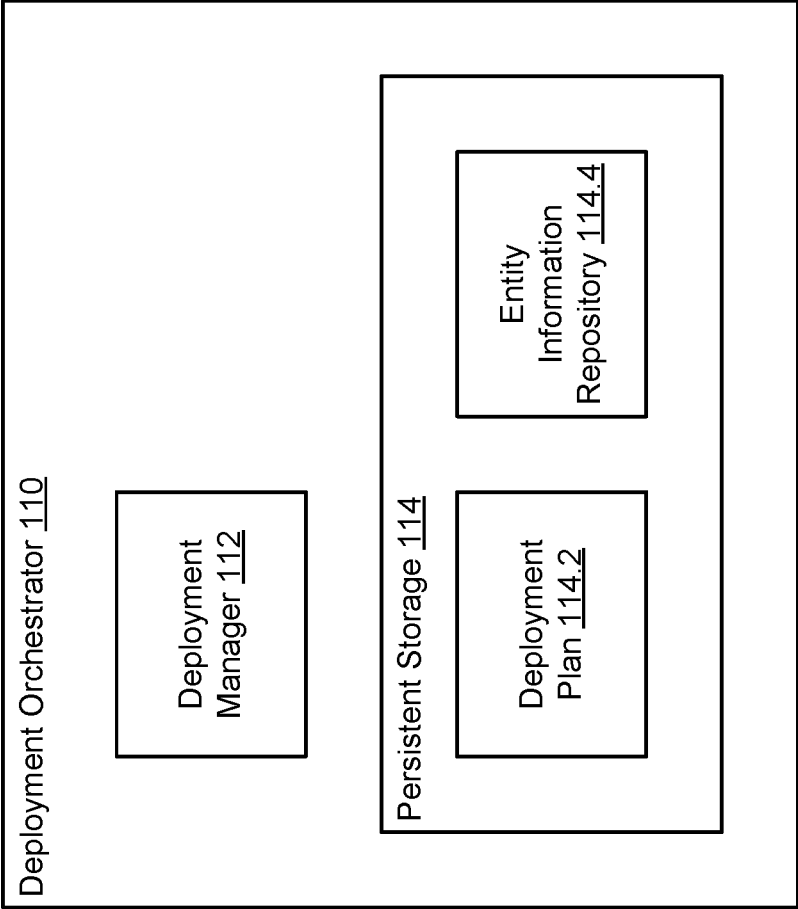 Deployment Orchestrator 110
Deployment
Manager 112
Persistent Storage 114
Deployment
Plan 114.2
Entity
Information
Repository 114.4